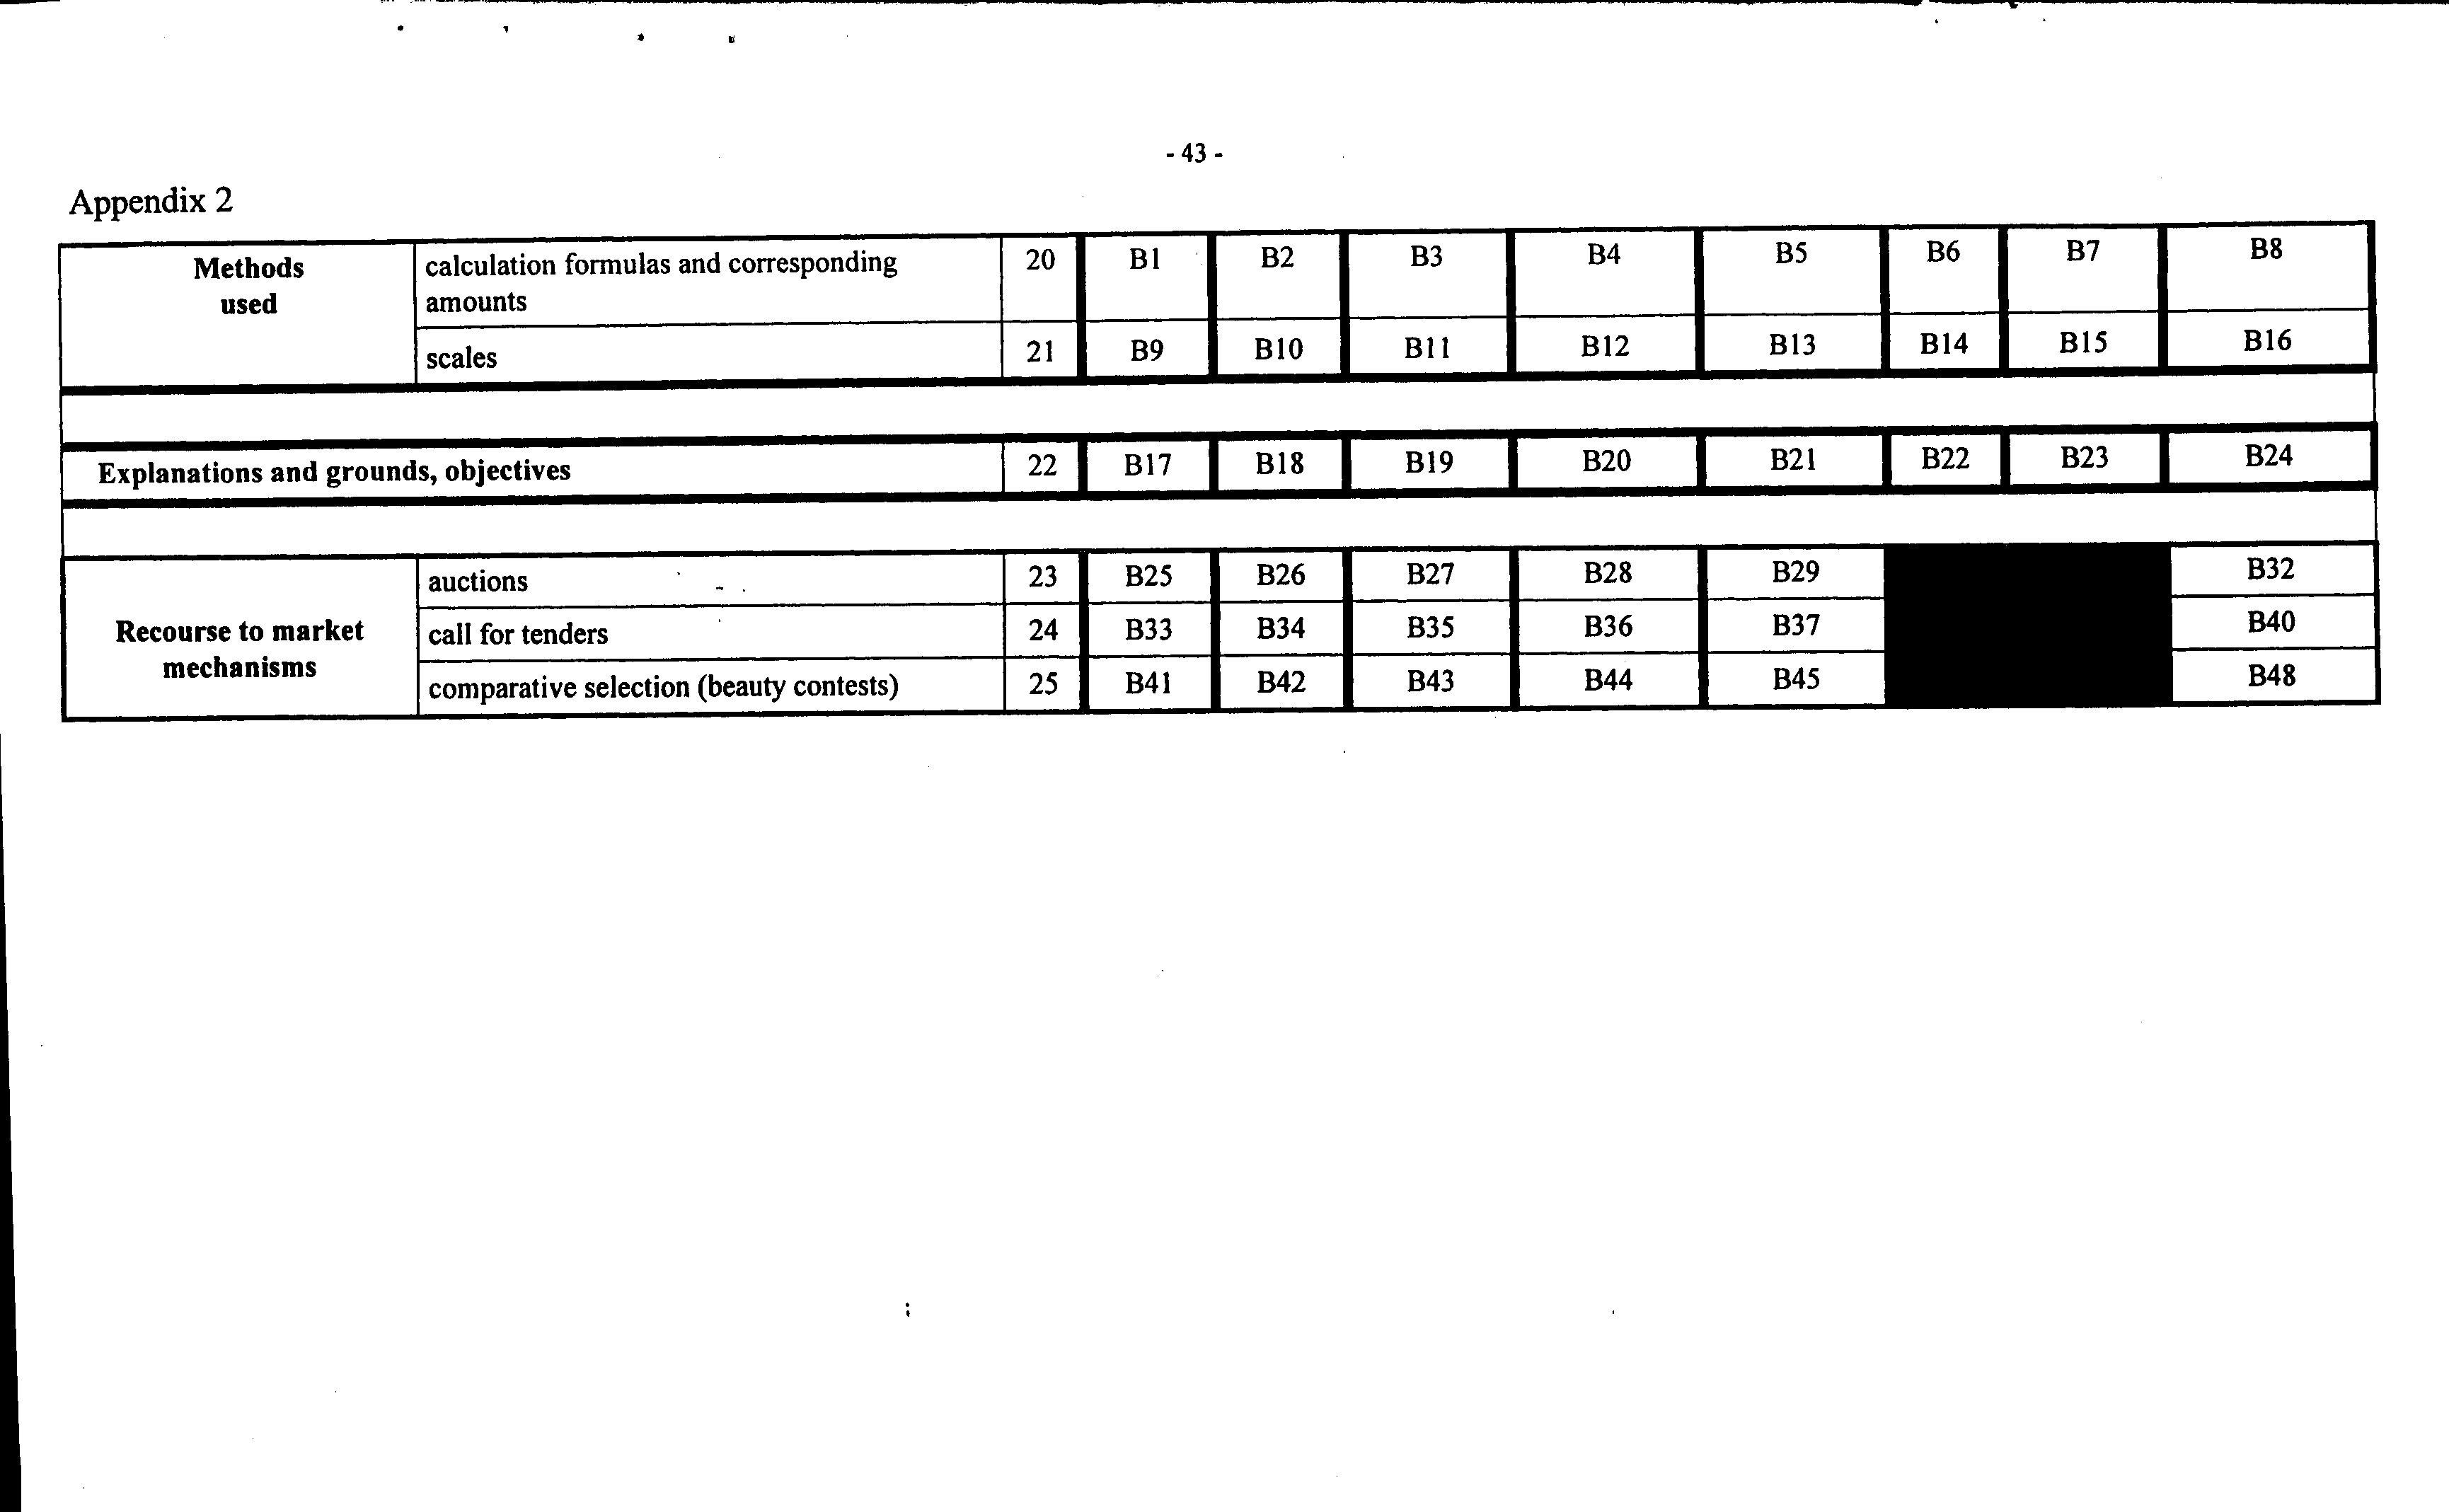 - 43 -
Appendix 2
Methods used calculation formulas and corresponding amounts 20 B1 B2 B3 B4 B5 B6 B7 B8
scales 21 B9 B10 B11 B12 B13 B14 B15 B16
Explanations and grounds, objectives 22 B17 B18 B19 B20 B21 B22 B23 B24
Recourse to market mechanisms auctions 23 B25 B26 B27 B28 B29 B32
call for tenders 24 B33 B34 B35 B36 B37 B40
comparative selection (beauty contests) 25 B41 B42 B43 B44 B45 B48